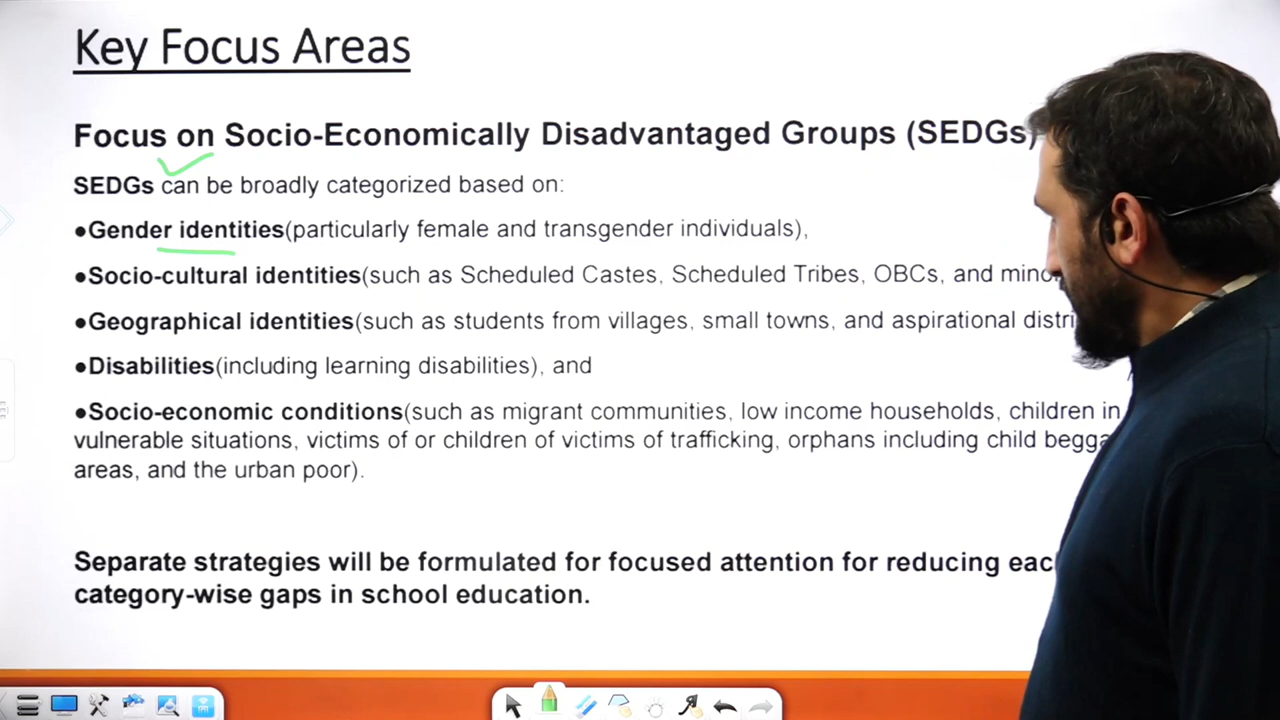 Key Focus Areas
Focus on Socio-Economically Disadvantaged Groups (SEDGs)
SEDGs can be broadly categorized based on:
●Gender identities(particularly female and transgender individuals),
●Socio-cultural identities(such as Scheduled Castes, Scheduled Tribes, OBCs, and
●Geographical identities(such as students from villages, small towns, and aspirational
●Disabilities(including learning disabilities), and
●Socio-economic conditions(such as migrant communities, low income households, children in
vulnerable situations, victims of or children of victims of trafficking, orphans including child
areas, and the urban poor).
Separate strategies will be formulated for focused attention for reducing
category-wise gaps in school education.